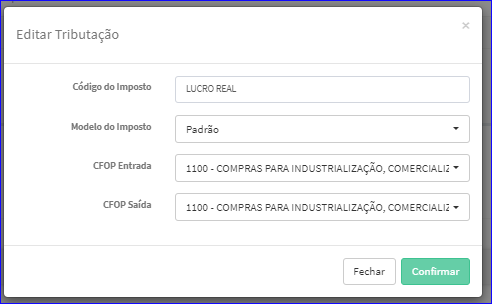 Editar Tributação ×
Código do Imposto LUCRO REAL
Modelo do Imposto Padrão
CFOP Entrada 1100 - COMPRAS PARA INDUSTRIALIZAÇÃO, COMERCIALIZ
CFOP Saída 1100 - COMPRAS PARA INDUSTRIALIZAÇÃO, COMERCIALIZ
Fechar Confirmar